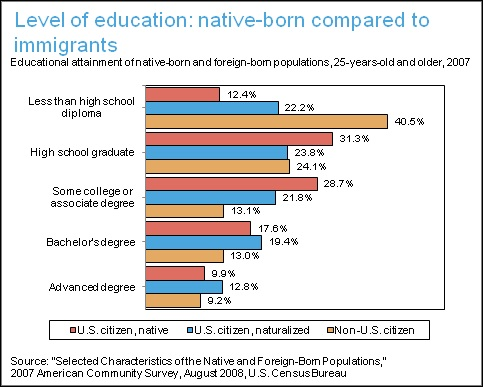 Level of education: native-born compared to
immigrants
Educational attainment of native-born and foreign-born populations, 25-years-old and older, 2007
Less than high school
diploma
12.4%
22.2%
40.5%
High school graduate
31.3%
23.8%
24.1%
Some college or
associate degree
28.7%
21.8%
13.1%
Bachelor's degree
17.6%
19.4%
13.0%
Advanced degree
9.9%
12.8%
9.2%
U.S. citizen, native U.S. citizen, naturalized Non-U.S. citizen
Source: "Selected Characteristics of the Native and Foreign-Born Populations,"
2007 American Community Survey, August 2008, U.S. Census Bureau